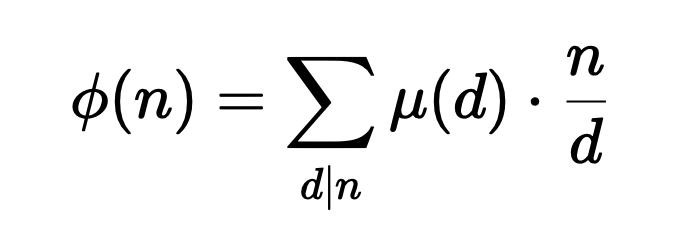 ϕ(n) = ∑_{d|n} μ(d) · n/d